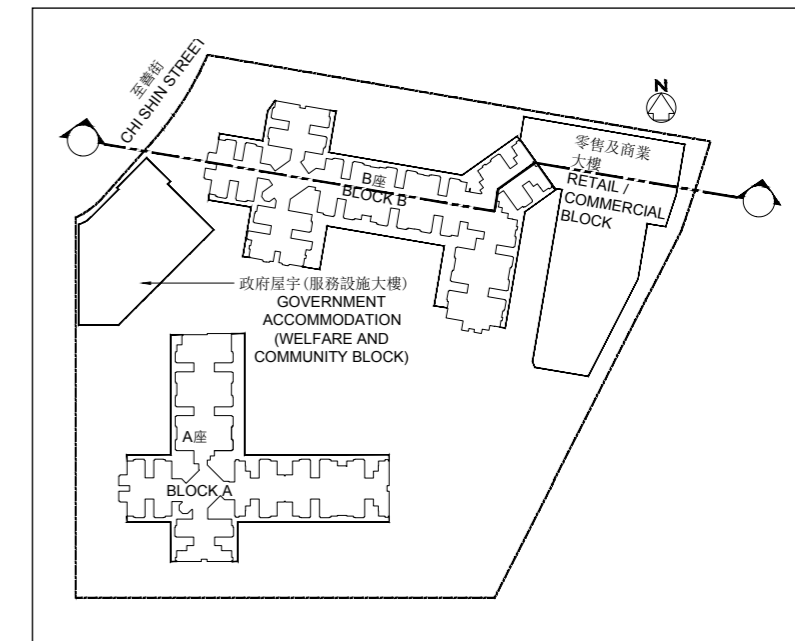 至善街
CHI SHIN STREET
N
零售及商業
大樓
RETAIL /
COMMERCIAL
BLOCK
B座
BLOCK B
政府屋宇(服務設施大樓)
GOVERNMENT
ACCOMMODATION
(WELFARE AND
COMMUNITY BLOCK)
A座
BLOCK A